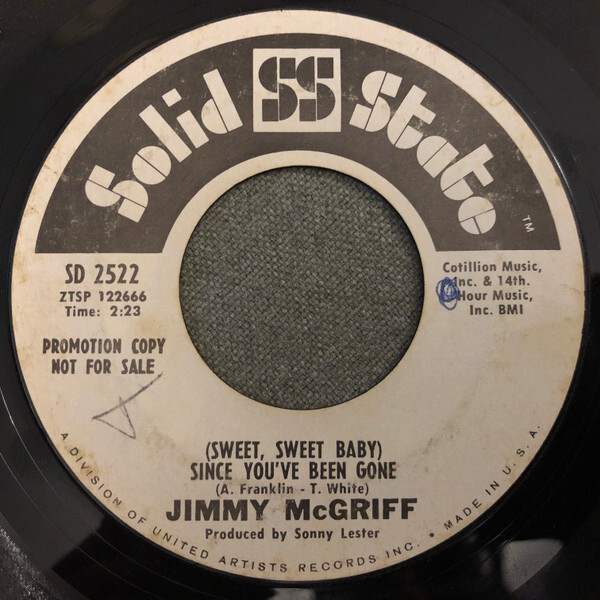 Solid SS State
TM
SD 2522
ZTSP 122666
Time: 2:23
PROMOTION COPY
NOT FOR SALE
Cotillion Music,
Inc. & 14th.
Hour Music,
Inc. BMI
(SWEET, SWEET BABY)
SINCE YOU'VE BEEN GONE
(A. Franklin - T. White)
JIMMY McGRIFF
Produced by Sonny Lester
A DIVISION OF UNITED ARTISTS RECORDS INC. • MADE IN U. S. A.